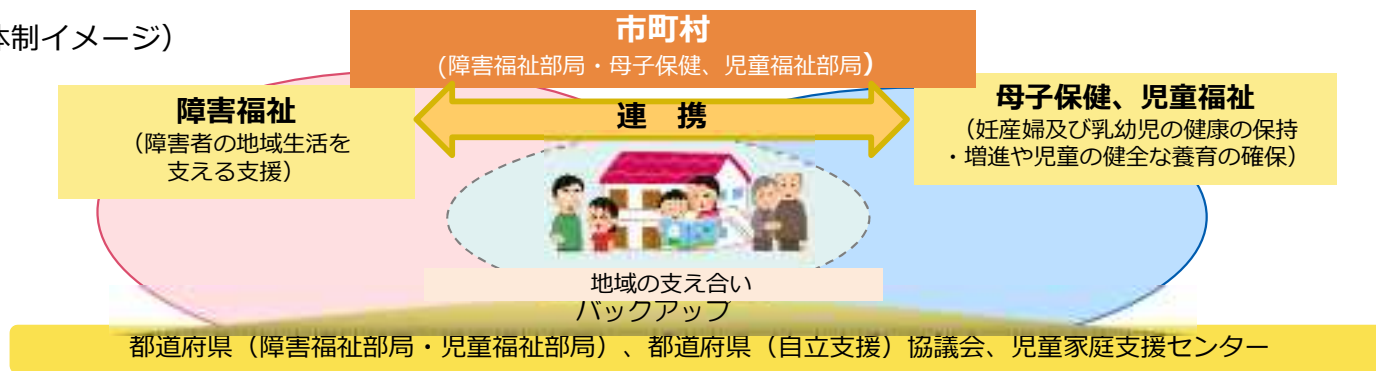 体制イメージ）
市町村
(障害福祉部局・母子保健、児童福祉部局)
障害福祉
（障害者の地域生活を
支える支援）
連　携
母子保健、児童福祉
（妊産婦及び乳幼児の健康の保持
・増進や児童の健全な養育の確保）
地域の支え合い
バックアップ
都道府県（障害福祉部局・児童福祉部局）、都道府県（自立支援）協議会、児童家庭支援センター